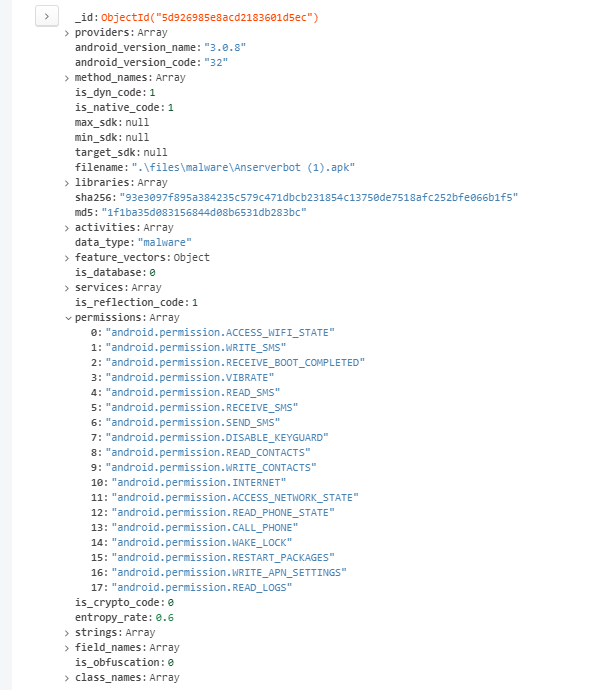 _id: ObjectId("5d926985e8acd2183601d5ec")
providers: Array
android_version_name: "3.0.8"
android_version_code: "32"
method_names: Array
is_dyn_code: 1
is_native_code: 1
max_sdk: null
min_sdk: null
target_sdk: null
filename: ".\files\malware\Anserverbot (1).apk"
libraries: Array
sha256: "93e3097f895a384235c579c471dbcb231854c13750de7518afc252bfe066b1f5"
md5: "1f1ba35d083156844d08b6531db283bc"
activities: Array
data_type: "malware"
feature_vectors: Object
is_database: 0
services: Array
is_reflection_code: 1
permissions: Array
0: "android.permission.ACCESS_WIFI_STATE"
1: "android.permission.WRITE_SMS"
2: "android.permission.RECEIVE_BOOT_COMPLETED"
3: "android.permission.VIBRATE"
4: "android.permission.READ_SMS"
5: "android.permission.RECEIVE_SMS"
6: "android.permission.SEND_SMS"
7: "android.permission.DISABLE_KEYGUARD"
8: "android.permission.READ_CONTACTS"
9: "android.permission.WRITE_CONTACTS"
10: "android.permission.INTERNET"
11: "android.permission.ACCESS_NETWORK_STATE"
12: "android.permission.READ_PHONE_STATE"
13: "android.permission.CALL_PHONE"
14: "android.permission.WAKE_LOCK"
15: "android.permission.RESTART_PACKAGES"
16: "android.permission.WRITE_APN_SETTINGS"
17: "android.permission.READ_LOGS"
is_crypto_code: 0
entropy_rate: 0.6
strings: Array
field_names: Array
is_obfuscation: 0
class_names: Array